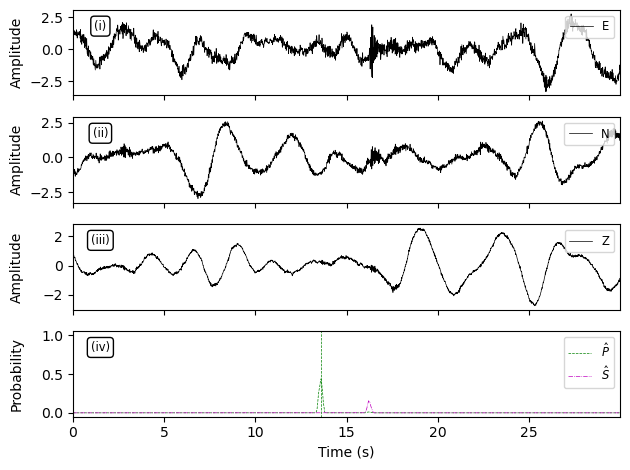 2.5
(i)
E
Amplitude
0.0
−2.5
2.5
(ii)
N
Amplitude
0.0
−2.5
2
(iii)
Z
Amplitude
0
−2
1.0
(iv)
P̂
Probability
0.5
Ŝ
0.0
0 5 10 15 20 25
Time (s)